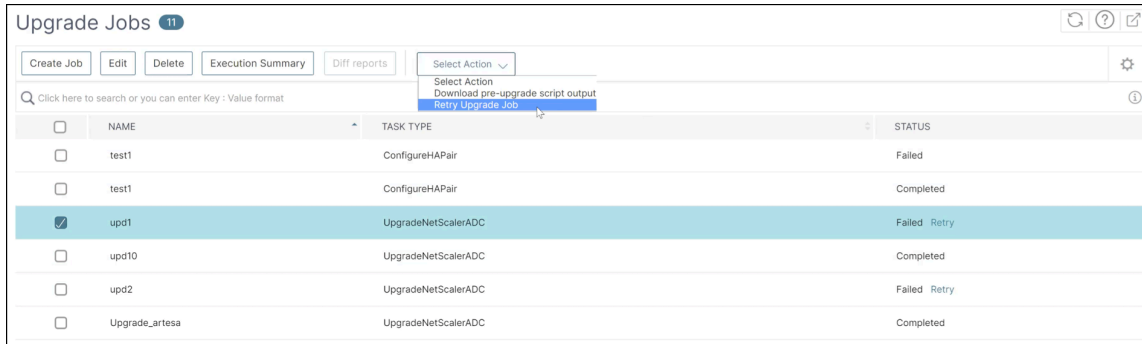 Upgrade Jobs 11
Create Job Edit Delete Execution Summary Diff reports Select Action
Select Action
Download pre-upgrade script output
Retry Upgrade Job
Click here to search or you can enter Key : Value format
NAME TASK TYPE STATUS
test1 ConfigureHAPair Failed
test1 ConfigureHAPair Completed
upd1 UpgradeNetScalerADC Failed Retry
upd10 UpgradeNetScalerADC Completed
upd2 UpgradeNetScalerADC Failed Retry
Upgrade_artesa UpgradeNetScalerADC Completed